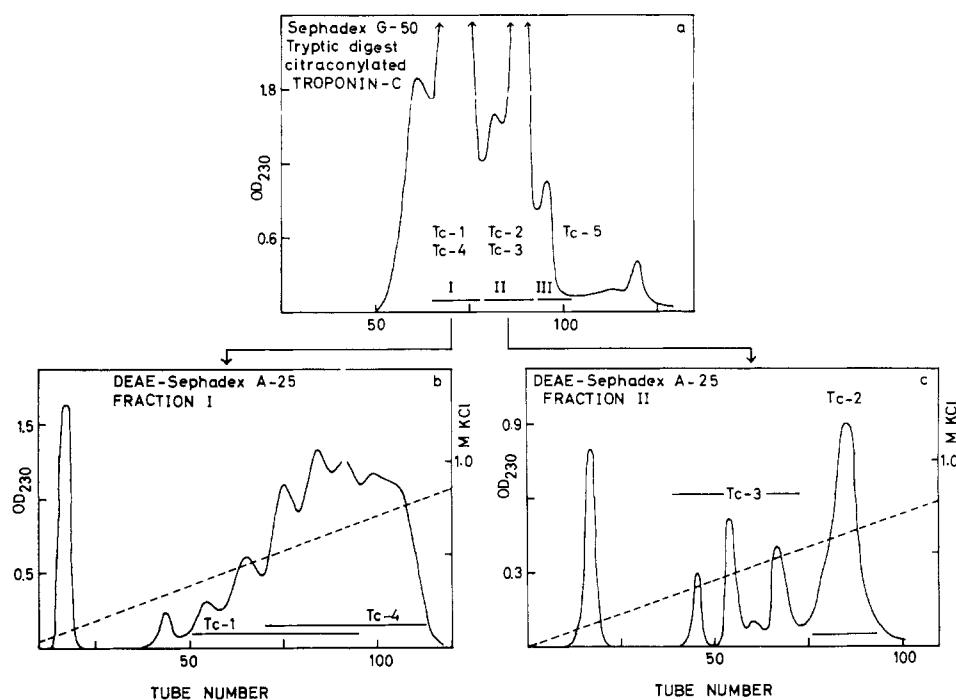 Sephadex G-50
Tryptic digest
citraconylated
TROPONIN-C
a
1.8
OD230
0.6
Tc-1 Tc-2 Tc-5
Tc-4 Tc-3
I II III
50 100
DEAE-Sephadex A-25
FRACTION I
b
1.5
OD230
0.5
M KCl
1.0
Tc-4
Tc-1
50 100
TUBE NUMBER
DEAE-Sephadex A-25
FRACTION II
c
Tc-2
0.9
OD230
0.3
M KCl
1.0
Tc-3
50 100
TUBE NUMBER